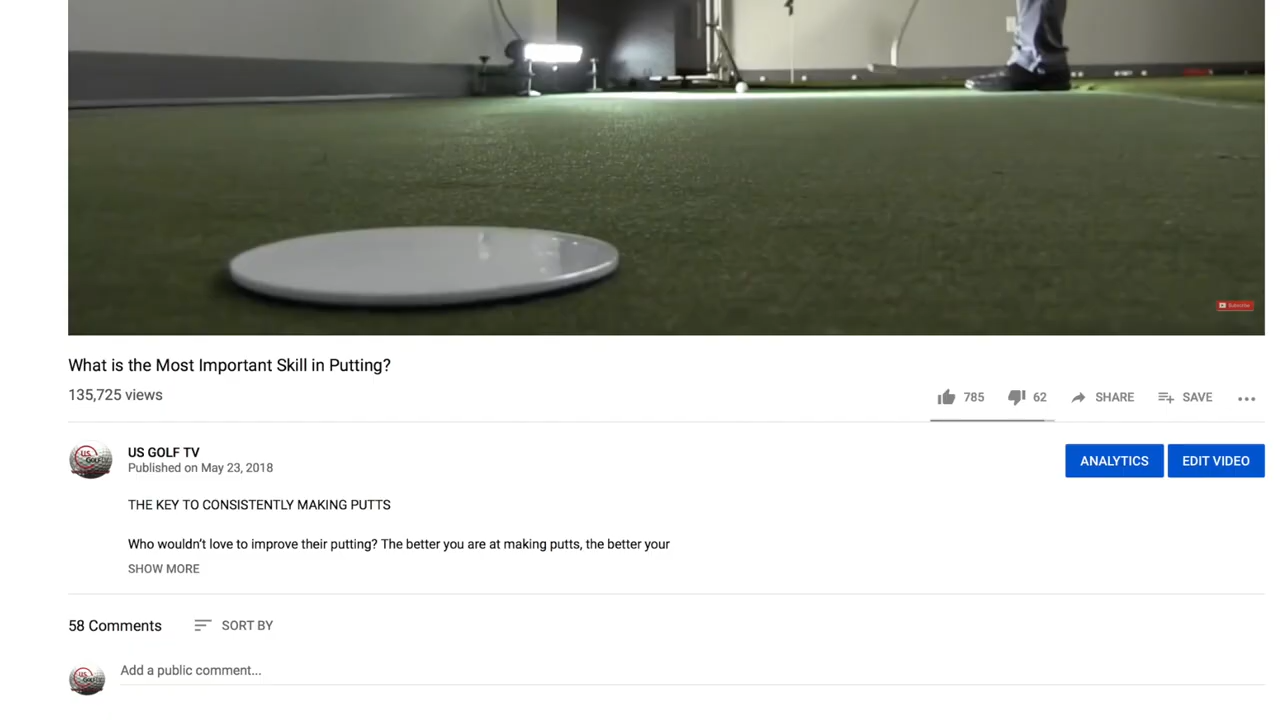 Subscribe
What is the Most Important Skill in Putting?
135,725 views
785 62 SHARE SAVE
US GOLF TV
Published on May 23, 2018
ANALYTICS EDIT VIDEO
THE KEY TO CONSISTENTLY MAKING PUTTS
Who wouldn't love to improve their putting? The better you are at making putts, the better your
SHOW MORE
58 Comments SORT BY
Add a public comment...